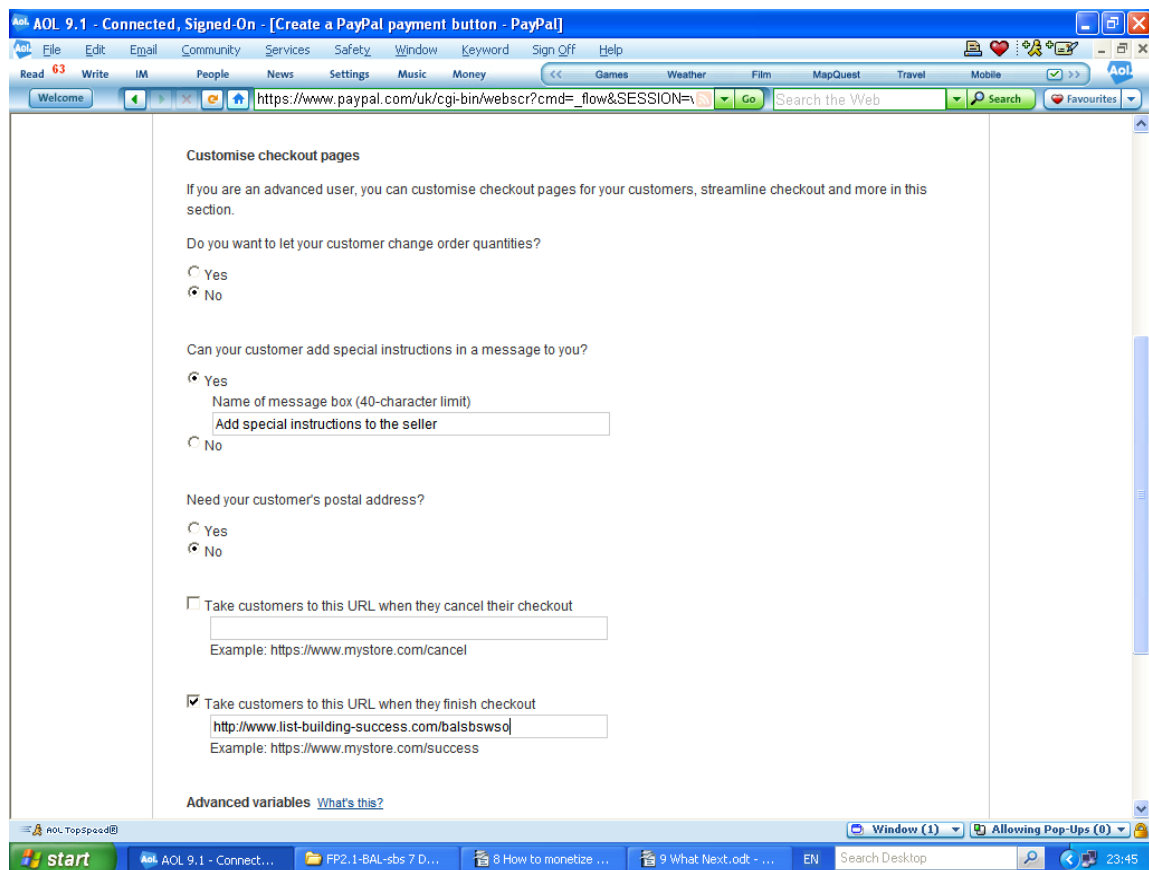 AOL 9.1 - Connected, Signed-On - [Create a PayPal payment button - PayPal]
File Edit Email Community Services Safety Window Keyword Sign Off Help
Read 63 Write IM People News Settings Music Money << Games Weather Film MapQuest Travel Mobile >> Aol.
Welcome https://www.paypal.com/uk/cgi-bin/webscr?cmd=_flow&SESSION= Go Search the Web Search Favourites
Customise checkout pages
If you are an advanced user, you can customise checkout pages for your customers, streamline checkout and more in this
section.
Do you want to let your customer change order quantities?
Yes
No
Can your customer add special instructions in a message to you?
Yes
Name of message box (40-character limit)
Add special instructions to the seller
No
Need your customer's postal address?
Yes
No
Take customers to this URL when they cancel their checkout
Example: https://www.mystore.com/cancel
Take customers to this URL when they finish checkout
http://www.list-building-success.com/balsbswso
Example: https://www.mystore.com/success
Advanced variables What's this?
AOL TopSpeed® Window (1) Allowing Pop-Ups (0)
start AOL 9.1 - Connect... FP2.1-BAL-sbs 7 D... 8 How to monetize ... 9 What Next.odt - ... EN Search Desktop 23:45